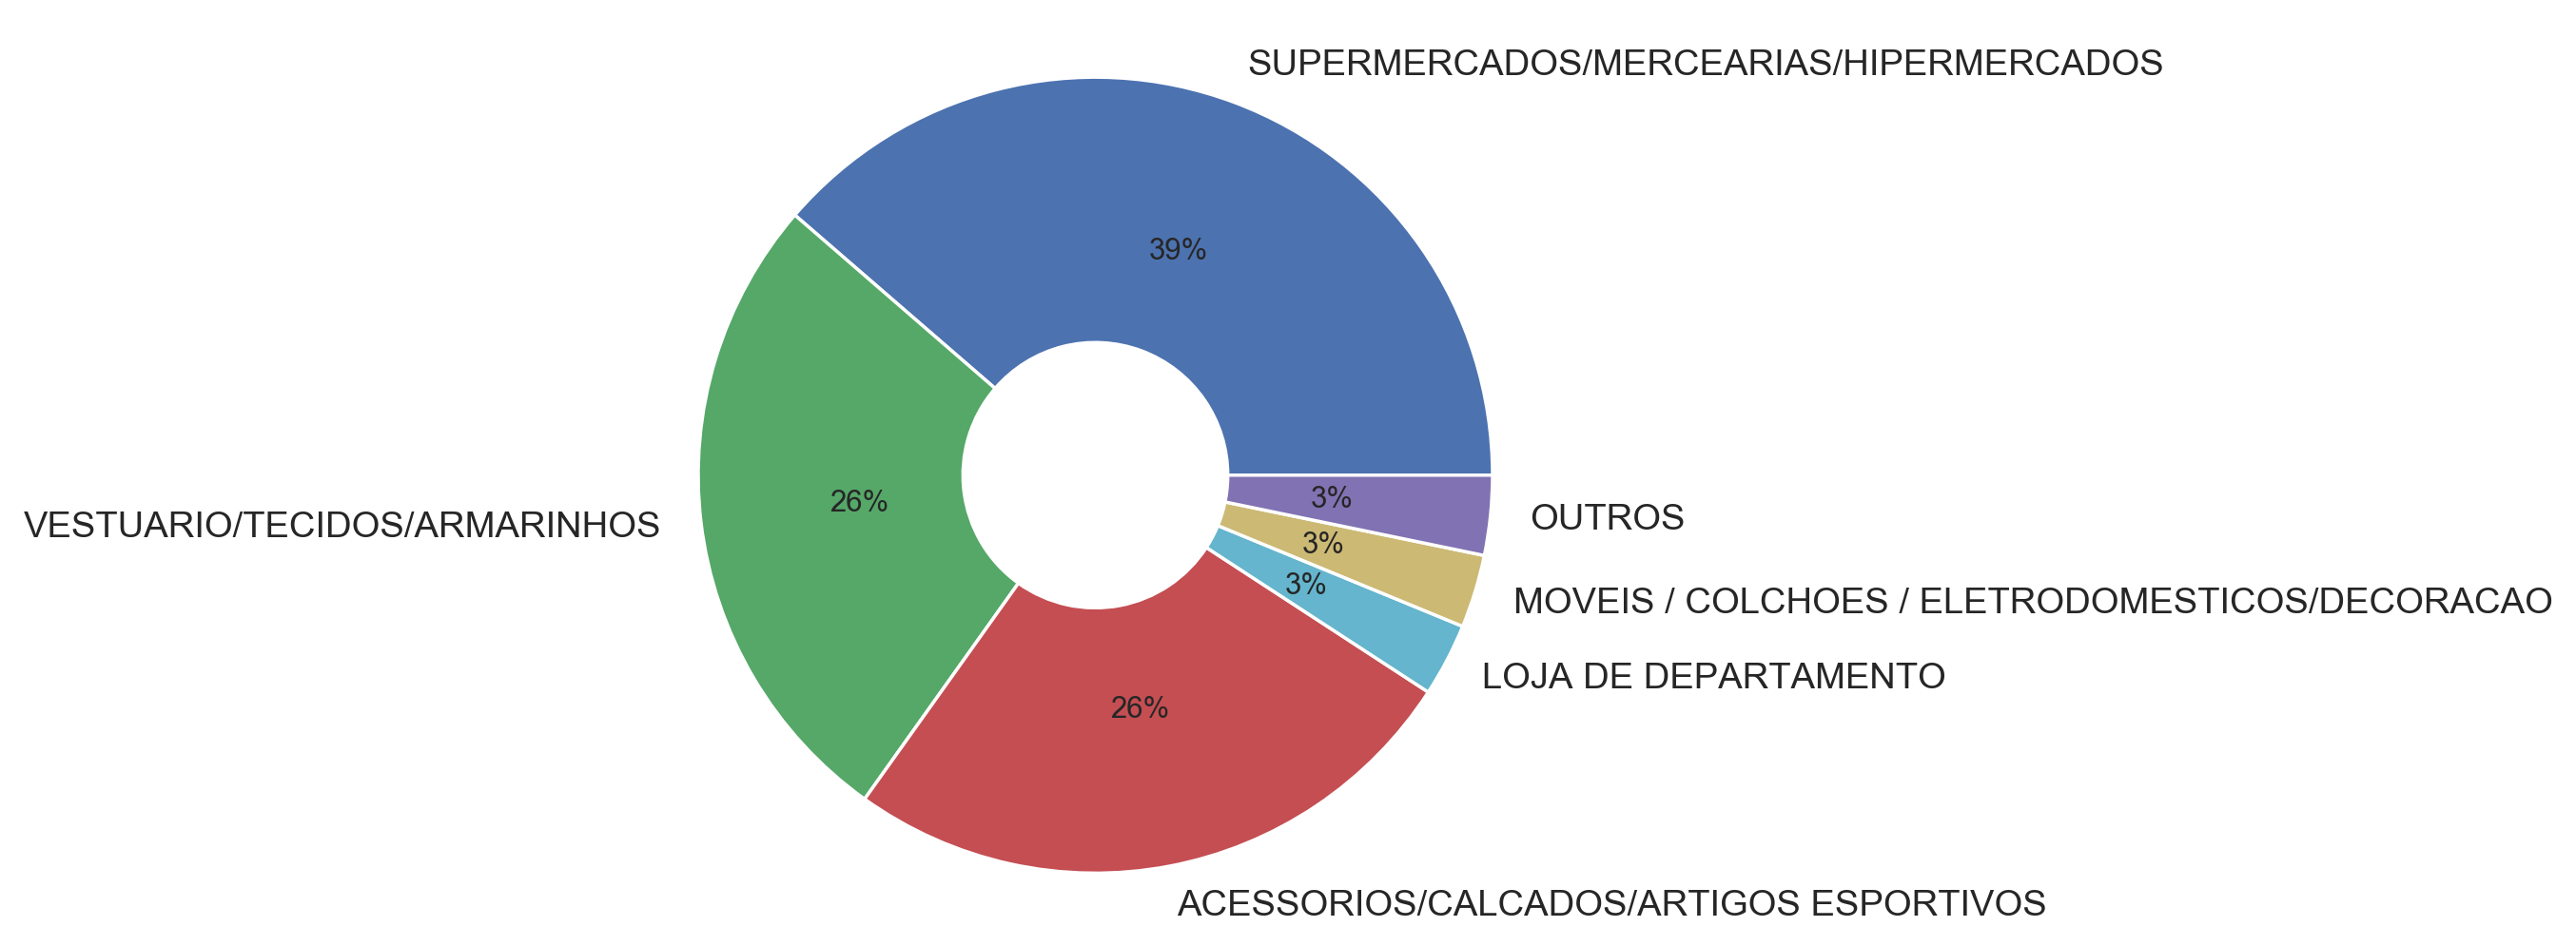 SUPERMERCADOS/MERCEARIAS/HIPERMERCADOS
39%
26%
VESTUARIO/TECIDOS/ARMARINHOS
3%
OUTROS
3%
3%
MOVEIS / COLCHOES / ELETRODOMESTICOS/DECORACAO
LOJA DE DEPARTAMENTO
26%
ACESSORIOS/CALCADOS/ARTIGOS ESPORTIVOS